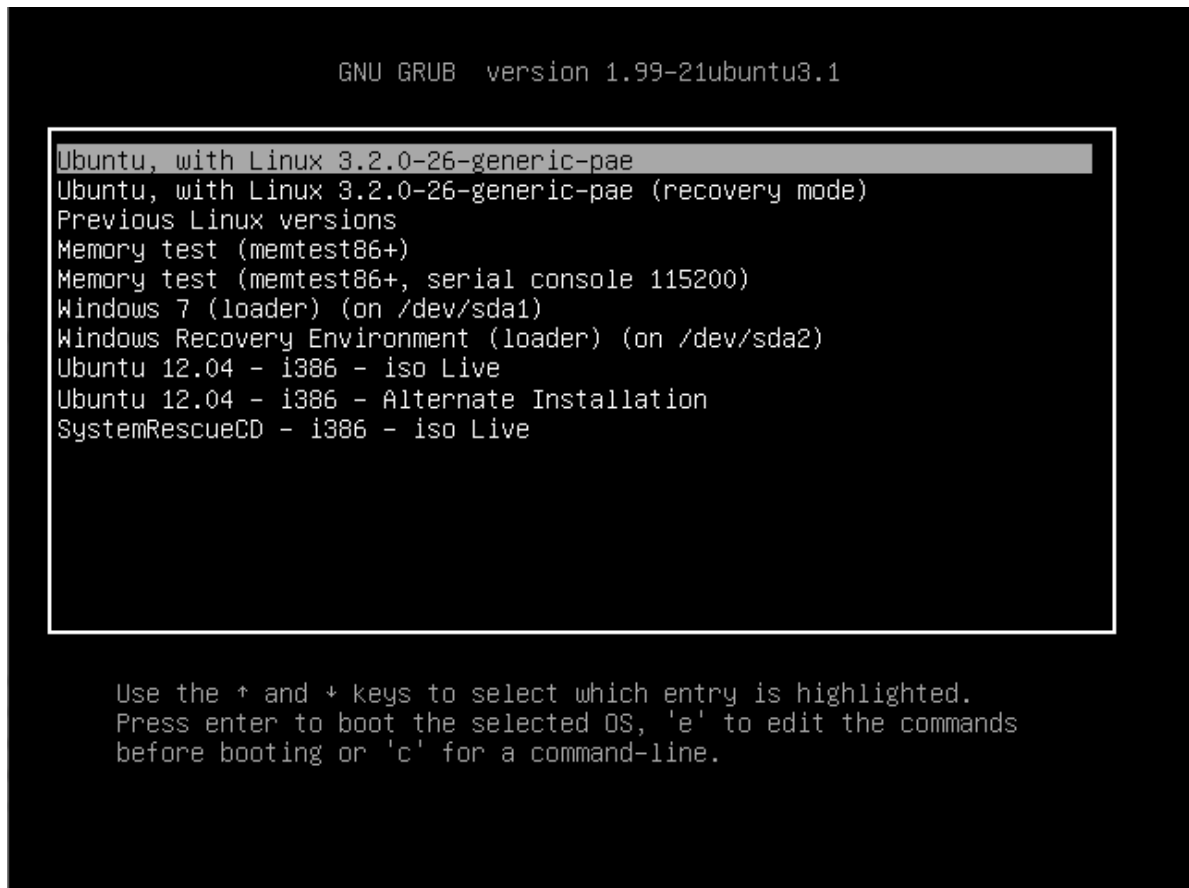 GNU GRUB  version 1.99-21ubuntu3.1
Ubuntu, with Linux 3.2.0-26-generic-pae
Ubuntu, with Linux 3.2.0-26-generic-pae (recovery mode)
Previous Linux versions
Memory test (memtest86+)
Memory test (memtest86+, serial console 115200)
Windows 7 (loader) (on /dev/sda1)
Windows Recovery Environment (loader) (on /dev/sda2)
Ubuntu 12.04 - i386 - iso Live
Ubuntu 12.04 - i386 - Alternate Installation
SystemRescueCD - i386 - iso Live
Use the ↑ and ↓ keys to select which entry is highlighted.
Press enter to boot the selected OS, 'e' to edit the commands
before booting or 'c' for a command-line.